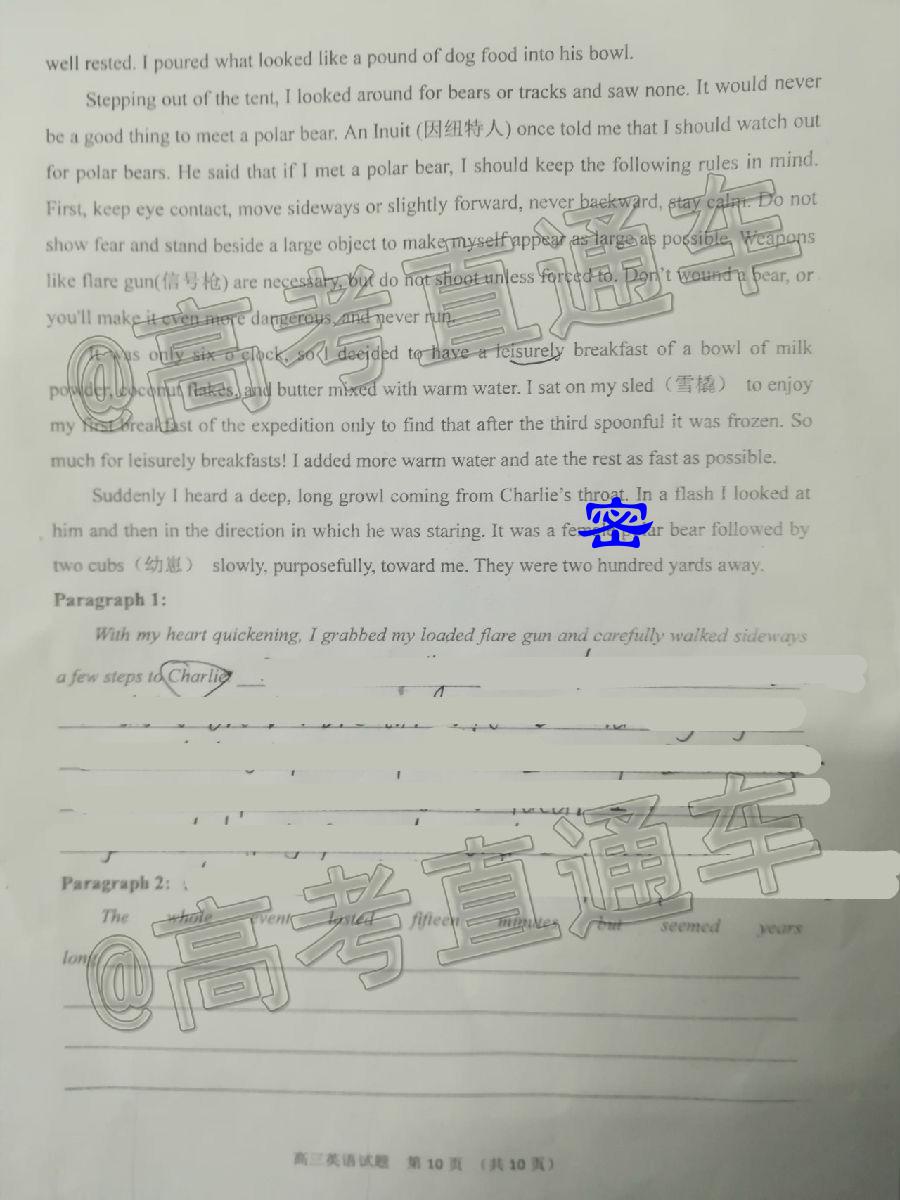 well rested. I poured what looked like a pound of dog food into his bowl.
Stepping out of the tent, I looked around for bears or tracks and saw none. It would never
be a good thing to meet a polar bear. An Inuit (因纽特人) once told me that I should watch out
for polar bears. He said that if I met a polar bear, I should keep the following rules in mind.
First, keep eye contact, move sideways or slightly forward, never backward, stay calm. Do not
show fear and stand beside a large object to make myself appear as large as possible. Weapons
like flare gun(信号枪) are necessary, but do not shoot unless forced to. Don't wound a bear, or
you'll make it even more dangerous, and never run.
It was only six o'clock, so I decided to have a leisurely breakfast of a bowl of milk
powder, coconut flakes, and butter mixed with warm water. I sat on my sled（雪橇） to enjoy
my first breakfast of the expedition only to find that after the third spoonful it was frozen. So
much for leisurely breakfasts! I added more warm water and ate the rest as fast as possible.
Suddenly I heard a deep, long growl coming from Charlie's throat. In a flash I looked at
him and then in the direction in which he was staring. It was a female polar bear followed by
two cubs（幼崽） slowly, purposefully, toward me. They were two hundred yards away.
密
Paragraph 1:
With my heart quickening, I grabbed my loaded flare gun and carefully walked sideways
a few steps to Charlie
Paragraph 2:
The whole event lasted fifteen minutes but seemed years
long
高三英语试题 第 10 页 （共 10 页）
@高考直通车
@高考直通车